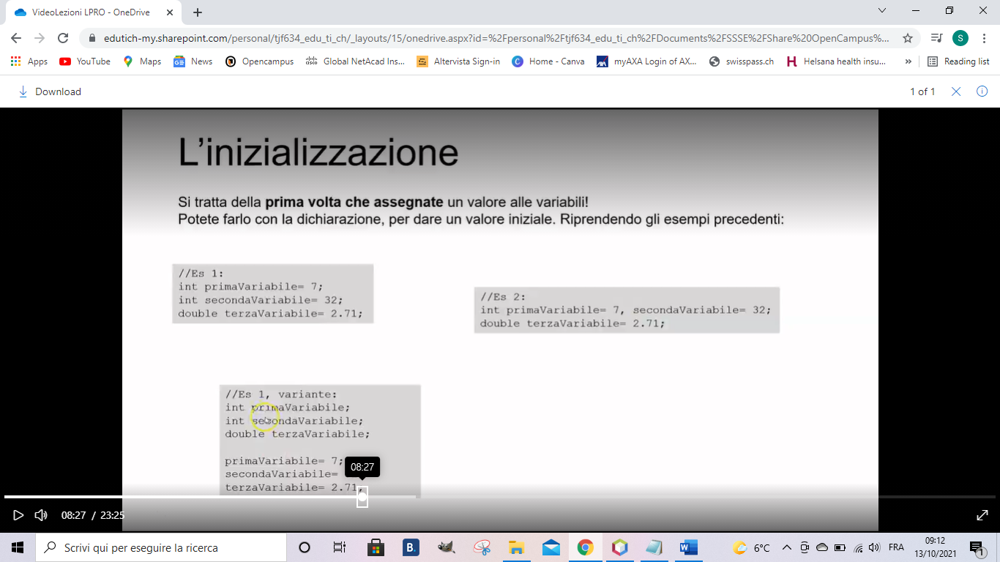 VideoLezioni LPRO - OneDrive
edutich-my.sharepoint.com/personal/tjf634_edu_ti_ch/_layouts/15/onedrive.aspx?id=%2Fpersonal%2Ftjf634_edu_ti_ch%2FDocuments%2FSSSE%2FShare%20OpenCampus%...
S
Apps YouTube Maps News Opencampus Global NetAcad Ins... Altervista Sign-in Home - Canva myAXA Login of AX... swisspass.ch Helsana health insu... » Reading list
Download 1 of 1
L'inizializzazione
Si tratta della prima volta che assegnate un valore alle variabili!
Potete farlo con la dichiarazione, per dare un valore iniziale. Riprendendo gli esempi precedenti:
//Es 1:
int primaVariabile= 7;
int secondaVariabile= 32;
double terzaVariabile= 2.71;
//Es 2:
int primaVariabile= 7, secondaVariabile= 32;
double terzaVariabile= 2.71;
//Es 1, variante:
int primaVariabile;
int secondaVariabile;
double terzaVariabile;
primaVariabile= 7;
secondaVariabile=
terzaVariabile= 2.71;
08:27
08:27 / 23:25
Scrivi qui per eseguire la ricerca
B.
6°C
FRA
09:12
13/10/2021
1